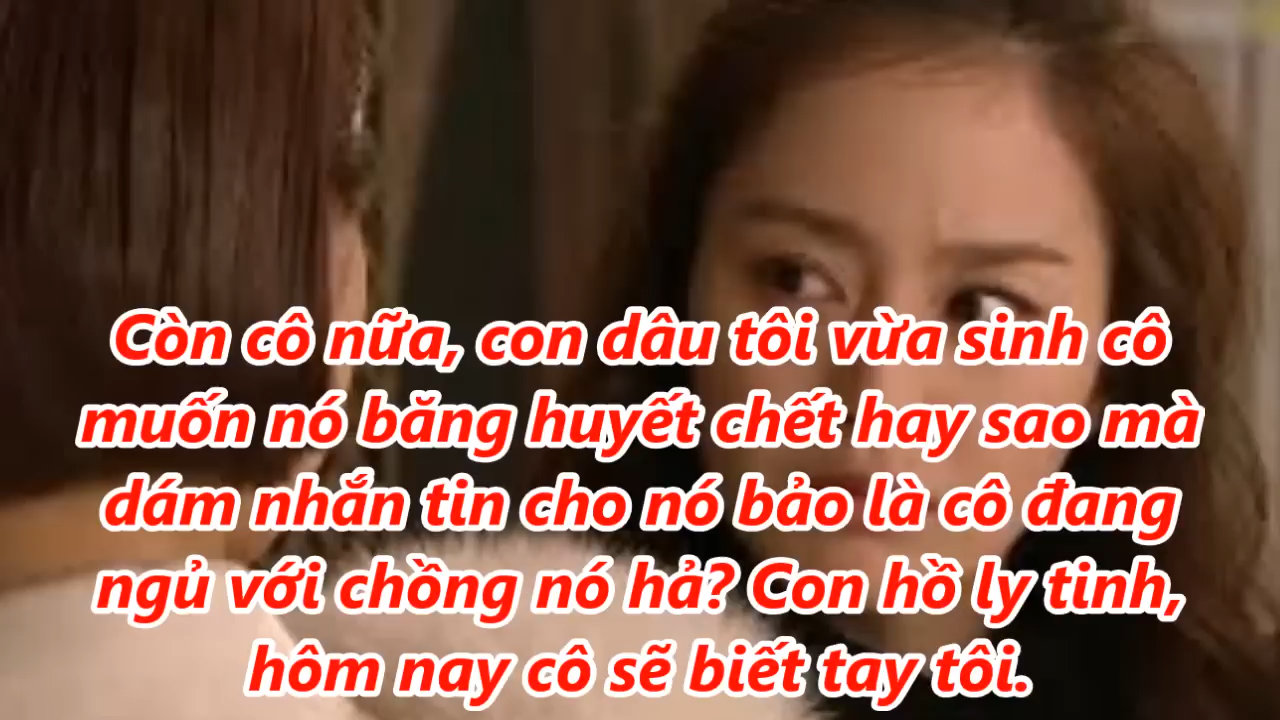 Còn cô nữa, con dâu tôi vừa sinh cô
muốn nó băng huyết chết hay sao mà
dám nhắn tin cho nó bảo là cô đang
ngủ với chồng nó hả? Con hồ ly tinh,
hôm nay cô sẽ biết tay tôi.